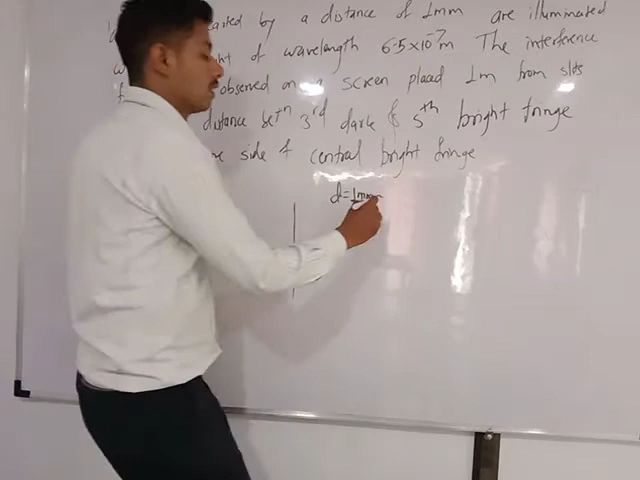 by a distance of 1mm are illuminated
of wavelength 6.5×10⁻⁷m The interference
observed on a screen placed 1m from slits
distance betⁿ 3ʳᵈ dark & 5ᵗʰ bright fringe
side of central bright fringe
d=1mm